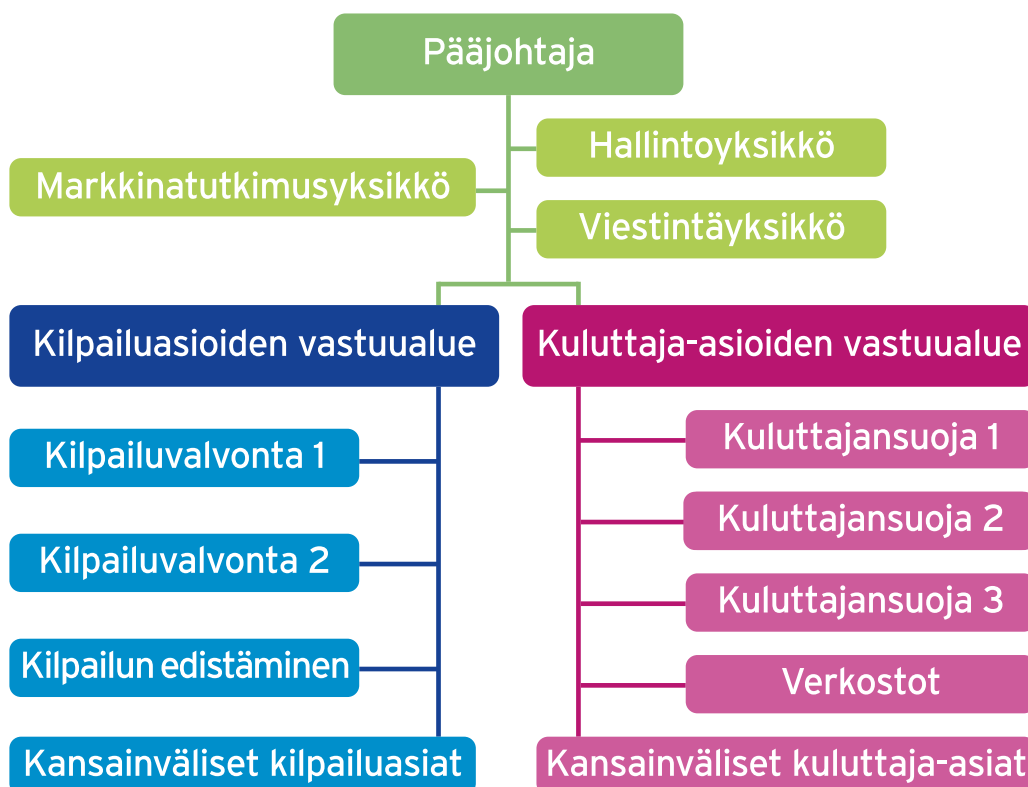 Pääjohtaja
Hallintoyksikkö
Markkinatutkimusyksikkö
Viestintäyksikkö
Kilpailuasioiden vastuualue
Kilpailuvalvonta 1
Kilpailuvalvonta 2
Kilpailun edistäminen
Kansainväliset kilpailuasiat
Kuluttaja-asioiden vastuualue
Kuluttajansuoja 1
Kuluttajansuoja 2
Kuluttajansuoja 3
Verkostot
Kansainväliset kuluttaja-asiat